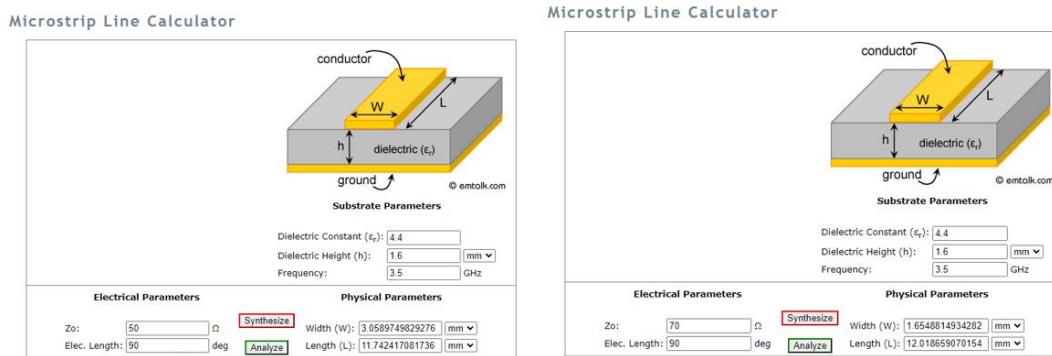 Microstrip Line Calculator
conductor
W
L
h
dielectric (εr)
ground
© emtalk.com
Substrate Parameters
Dielectric Constant (εr): 4.4
Dielectric Height (h): 1.6 mm
Frequency: 3.5 GHz
Electrical Parameters
Physical Parameters
Zo: 50 Ω
Synthesize
Width (W): 3.0589749829276 mm
Elec. Length: 90 deg
Analyze
Length (L): 11.742417081736 mm
Microstrip Line Calculator
conductor
W
L
h
dielectric (εr)
ground
© emtalk.com
Substrate Parameters
Dielectric Constant (εr): 4.4
Dielectric Height (h): 1.6 mm
Frequency: 3.5 GHz
Electrical Parameters
Physical Parameters
Zo: 70 Ω
Synthesize
Width (W): 1.6548814934282 mm
Elec. Length: 90 deg
Analyze
Length (L): 12.018659070154 mm